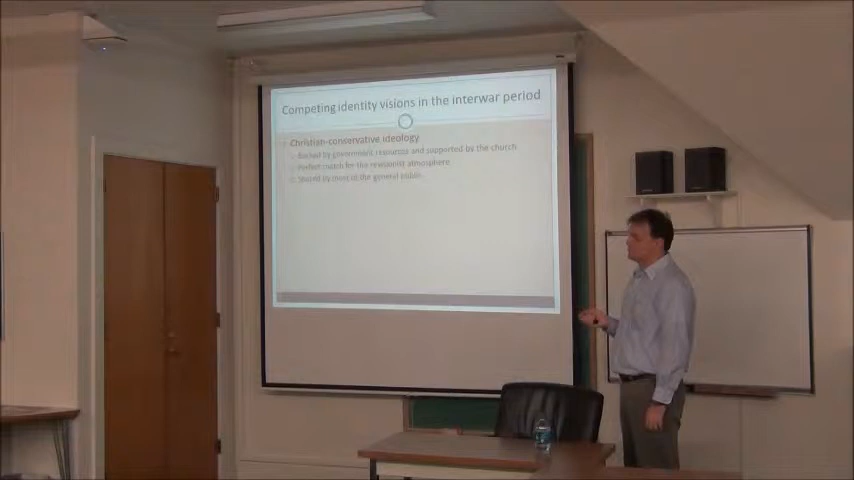 Competing identity visions in the interwar period
Christian-conservative ideology
Backed by government resources and supported by the church
Perfect match for the revisionist atmosphere
Shared by most of the general public